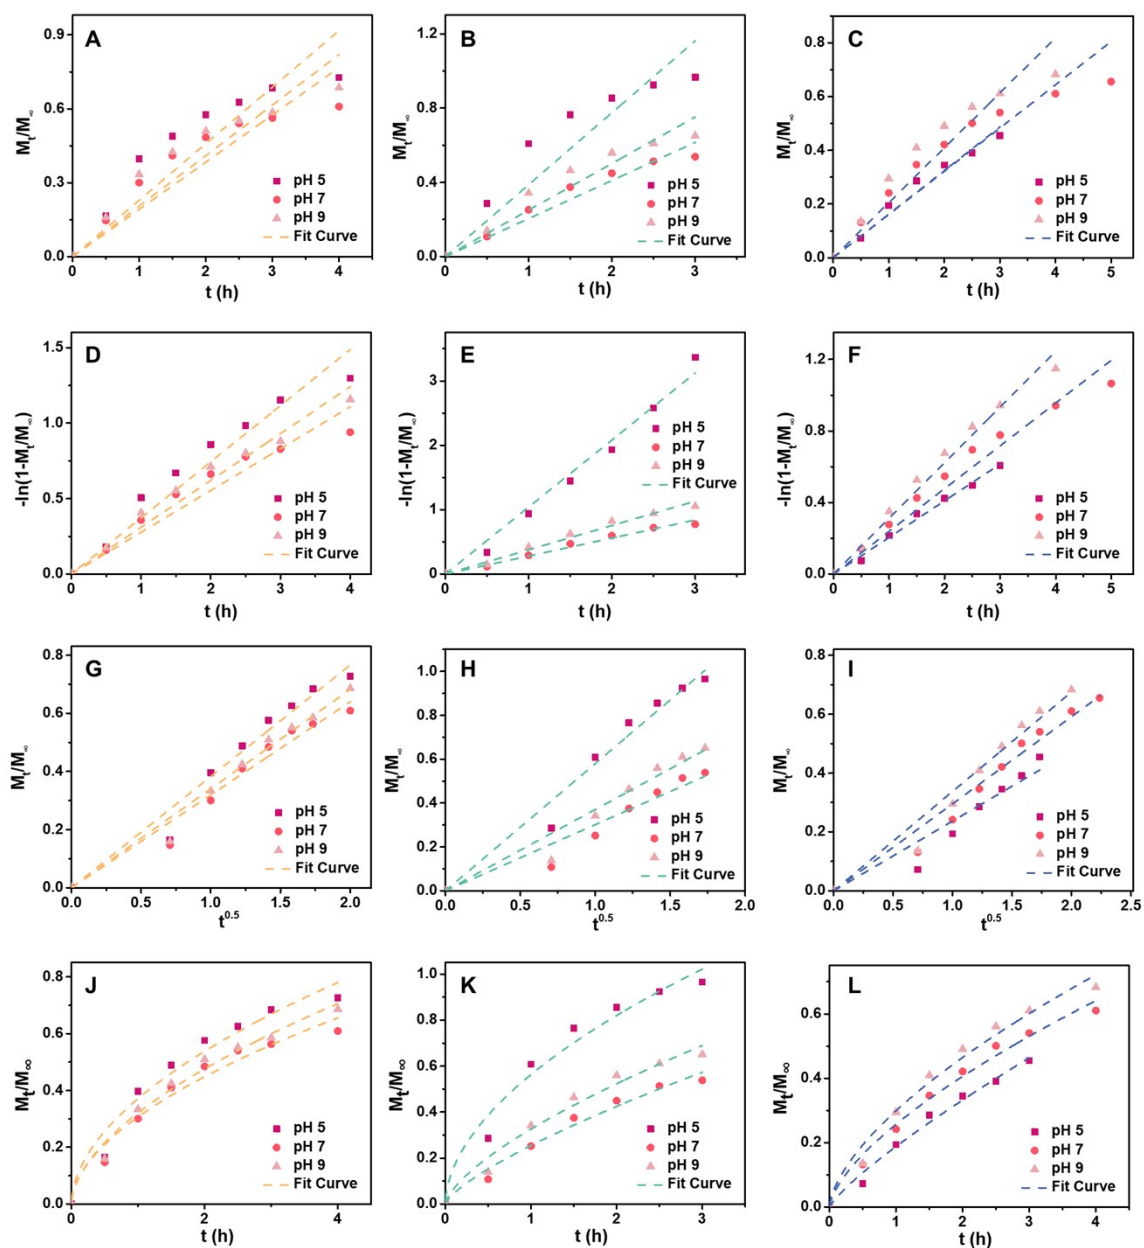 A
Mt/M∞
0.9
0.6
0.3
0.0
pH 5
pH 7
pH 9
Fit Curve
0 1 2 3 4
t (h)
B
Mt/M∞
1.2
0.8
0.4
0.0
pH 5
pH 7
pH 9
Fit Curve
0 1 2 3
t (h)
C
Mt/M∞
0.8
0.6
0.4
0.2
0.0
pH 5
pH 7
pH 9
Fit Curve
0 1 2 3 4 5
t (h)
D
-ln(1-Mt/M∞)
1.5
1.0
0.5
0.0
pH 5
pH 7
pH 9
Fit Curve
0 1 2 3 4
t (h)
E
-ln(1-Mt/M∞)
3
2
1
0
pH 5
pH 7
pH 9
Fit Curve
0 1 2 3
t (h)
F
-ln(1-Mt/M∞)
1.2
0.8
0.4
0.0
pH 5
pH 7
pH 9
Fit Curve
0 1 2 3 4 5
t (h)
G
Mt/M∞
0.8
0.6
0.4
0.2
0.0
pH 5
pH 7
pH 9
Fit Curve
0.0 0.5 1.0 1.5 2.0
t0.5
H
Mt/M∞
1.0
0.8
0.6
0.4
0.2
0.0
pH 5
pH 7
pH 9
Fit Curve
0.0 0.5 1.0 1.5 2.0
t0.5
I
Mt/M∞
0.8
0.6
0.4
0.2
0.0
pH 5
pH 7
pH 9
Fit Curve
0.0 0.5 1.0 1.5 2.0 2.5
t0.5
J
Mt/M∞
0.8
0.6
0.4
0.2
0.0
pH 5
pH 7
pH 9
Fit Curve
0 2 4
t (h)
K
Mt/M∞
1.0
0.8
0.6
0.4
0.2
0.0
pH 5
pH 7
pH 9
Fit Curve
0 1 2 3
t (h)
L
Mt/M∞
0.6
0.4
0.2
0.0
pH 5
pH 7
pH 9
Fit Curve
0 1 2 3 4
t (h)